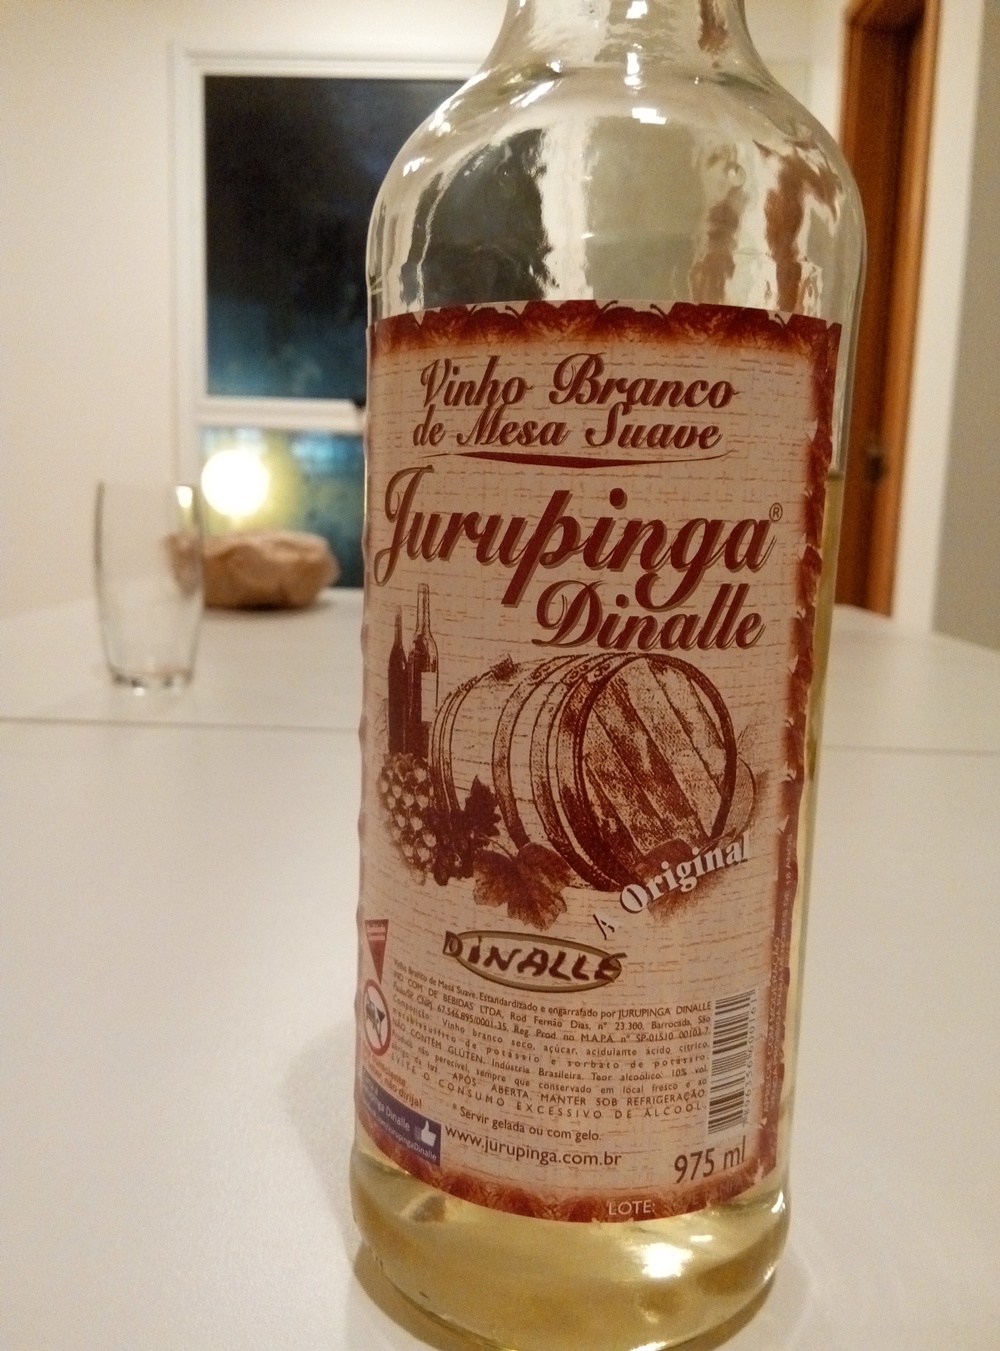 Vinho Branco
de Mesa Suave
Jurupinga®
Dinalle
A Original
DINALLE
Vinho Branco de Mesa Suave. Estandardizado e engarrafado por JURUPINGA DINALLE
IND. COM. DE BEBIDAS LTDA, Rod Fernão Dias, nº 23.300, Barrocada, São
Paulo/SP, CNPJ. 67.546.895/0001-35, Reg. Prod. no M.A.P.A. nº SP-01510 00103-7.
Composição: Vinho branco seco, açúcar, acidulante ácido cítrico,
metabissulfito de potássio e sorbato de potássio.
NÃO CONTÉM GLUTEN. Indústria Brasileira. Teor alcoólico: 10% vol.
Produto não perecível, sempre que conservado em local fresco e ao
abrigo da luz. APÓS ABERTA, MANTER SOB REFRIGERAÇÃO
EVITE O CONSUMO EXCESSIVO DE ÁLCOOL.
Servir gelada ou com gelo.
www.jurupinga.com.br
não dirija!
Dinalle
975 ml
LOTE: